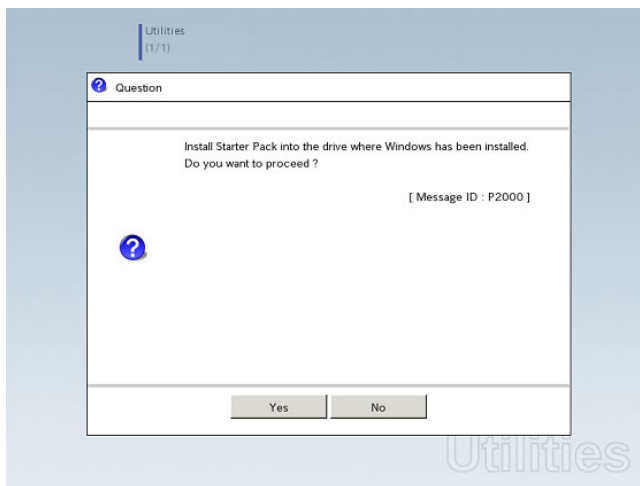 Utilities
(1/1)
Question
Install Starter Pack into the drive where Windows has been installed.
Do you want to proceed ?
[ Message ID : P2000 ]
Yes
No
Utilities